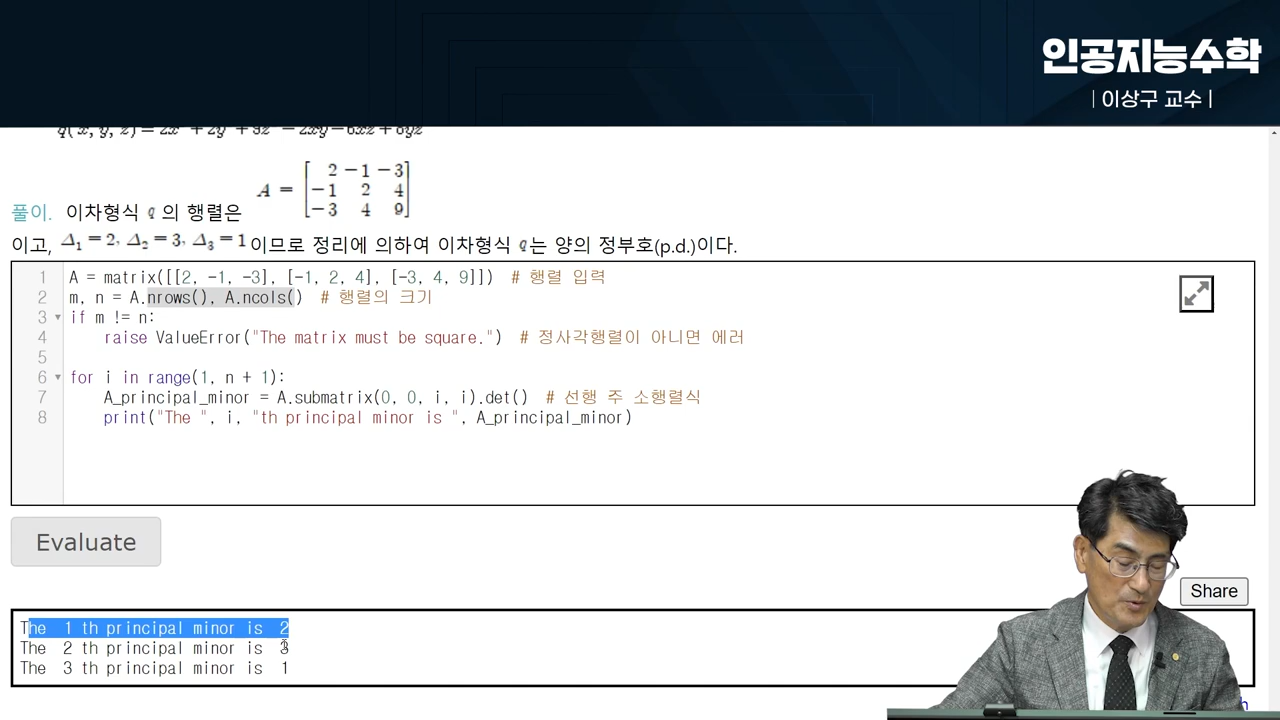 인공지능수학
| 이상구 교수 |
q(x, y, z) = 2x² + 2y² + 9z² − 2xy − 6xz + 8yz
A = [ 2 −1 −3
−1 2 4
−3 4 9 ]
풀이. 이차형식 q 의 행렬은
이고, Δ₁ = 2, Δ₂ = 3, Δ₃ = 1 이므로 정리에 의하여 이차형식 q는 양의 정부호(p.d.)이다.
1 A = matrix([[2, -1, -3], [-1, 2, 4], [-3, 4, 9]]) # 행렬 입력
2 m, n = A.nrows(), A.ncols() # 행렬의 크기
3 if m != n:
4 raise ValueError("The matrix must be square.") # 정사각행렬이 아니면 에러
5
6 for i in range(1, n + 1):
7 A_principal_minor = A.submatrix(0, 0, i, i).det() # 선행 주 소행렬식
8 print("The ", i, "th principal minor is ", A_principal_minor)
Evaluate
Share
The 1 th principal minor is 2
The 2 th principal minor is 3
The 3 th principal minor is 1